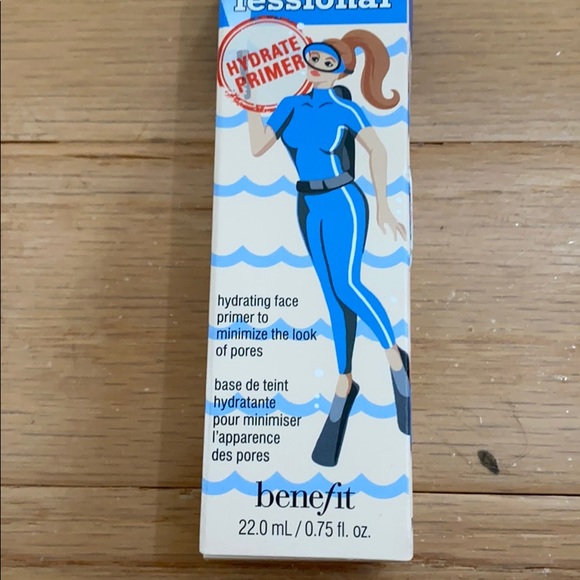 fessional
HYDRATE
PRIMER
hydrating face
primer to
minimize the look
of pores
base de teint
hydratante
pour minimiser
l'apparence
des pores
benefit
22.0 mL / 0.75 fl. oz.